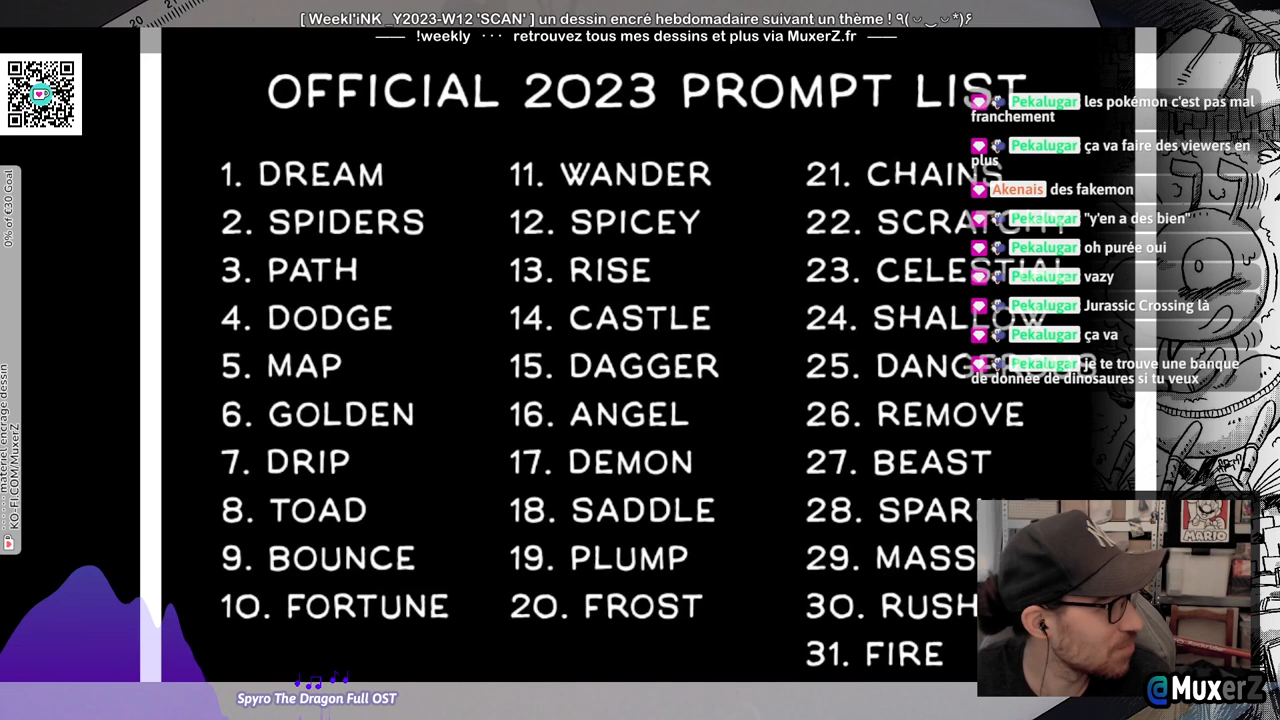 [ Weekl'iNK _Y2023-W12 'SCAN' ] un dessin encré hebdomadaire suivant un thème ! ٩( ᵕ‿ᵕ*)۶
—— !weekly ··· retrouvez tous mes dessins et plus via MuxerZ.fr ——
OFFICIAL 2023 PROMPT LIST
1. DREAM
2. SPIDERS
3. PATH
4. DODGE
5. MAP
6. GOLDEN
7. DRIP
8. TOAD
9. BOUNCE
10. FORTUNE
11. WANDER
12. SPICEY
13. RISE
14. CASTLE
15. DAGGER
16. ANGEL
17. DEMON
18. SADDLE
19. PLUMP
20. FROST
21. CHAINS
22. SCRATCHY
23. CELESTIAL
24. SHALLOW
25. DANGEROUS
26. REMOVE
27. BEAST
28. SPAR
29. MASS
30. RUSH
31. FIRE
Pekalugar les pokémon c'est pas mal
franchement
Pekalugar ça va faire des viewers en
plus
Akenais des fakemon
Pekalugar "y'en a des bien"
Pekalugar oh purée oui
Pekalugar vazy
Pekalugar Jurassic Crossing là
Pekalugar ça va
Pekalugar je te trouve une banque
de donnée de dinosaures si tu veux
0% of €30 Goal
matériel encrage dessin
KO-FI.COM/MuxerZ
MARIO
Spyro The Dragon Full OST
@MuxerZ